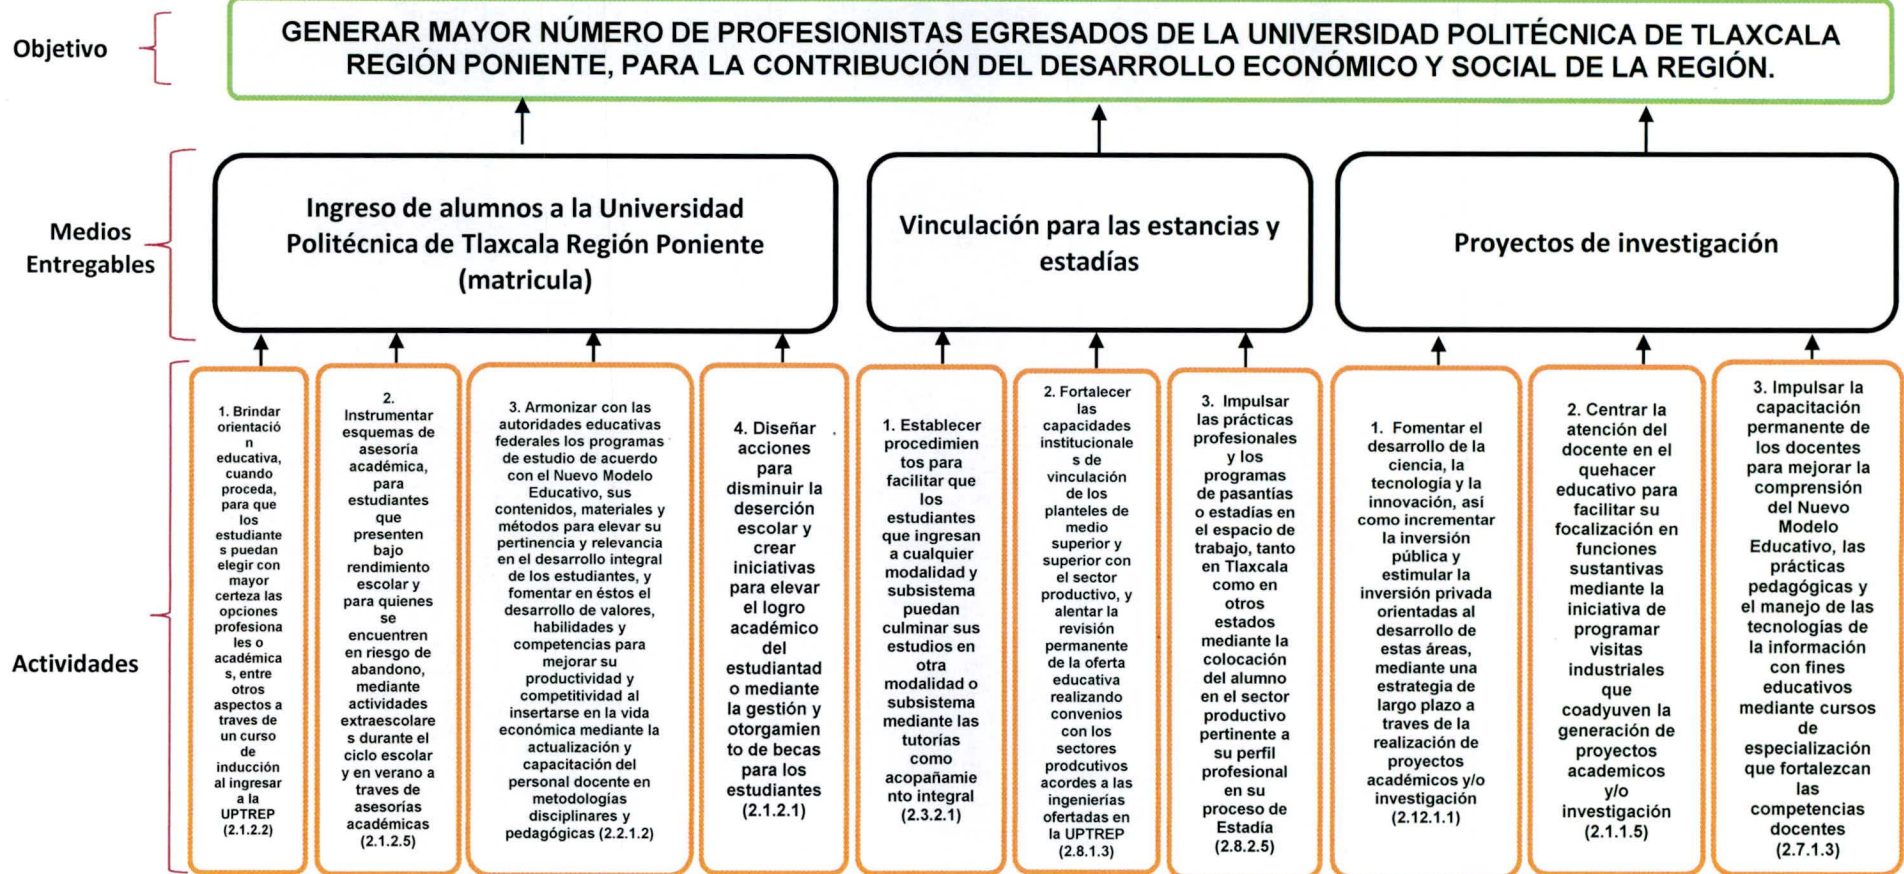 Objetivo
GENERAR MAYOR NÚMERO DE PROFESIONISTAS EGRESADOS DE LA UNIVERSIDAD POLITÉCNICA DE TLAXCALA
REGIÓN PONIENTE, PARA LA CONTRIBUCIÓN DEL DESARROLLO ECONÓMICO Y SOCIAL DE LA REGIÓN.
Medios
Entregables
Ingreso de alumnos a la Universidad
Politécnica de Tlaxcala Región Poniente
(matricula)
Vinculación para las estancias y
estadías
Proyectos de investigación
Actividades
1. Brindar
orientació
n
educativa,
cuando
proceda,
para que
los
estudiante
s puedan
elegir con
mayor
certeza las
opciones
profesiona
les o
académica
s, entre
otros
aspectos a
traves de
un curso
de
inducción
al ingresar
a la
UPTREP
(2.1.2.2)
2.
Instrumentar
esquemas de
asesoría
académica,
para
estudiantes
que
presenten
bajo
rendimiento
escolar y
para quienes
se
encuentren
en riesgo de
abandono,
mediante
actividades
extraescolare
s durante el
ciclo escolar
y en verano a
traves de
asesorías
académicas
(2.1.2.5)
3. Armonizar con las
autoridades educativas
federales los programas
de estudio de acuerdo
con el Nuevo Modelo
Educativo, sus
contenidos, materiales y
métodos para elevar su
pertinencia y relevancia
en el desarrollo integral
de los estudiantes, y
fomentar en éstos el
desarrollo de valores,
habilidades y
competencias para
mejorar su
productividad y
competitividad al
insertarse en la vida
económica mediante la
actualización y
capacitación del
personal docente en
metodologías
disciplinares y
pedagógicas (2.2.1.2)
4. Diseñar
acciones
para
disminuir la
deserción
escolar y
crear
iniciativas
para elevar
el logro
académico
del
estudiantad
o mediante
la gestión y
otorgamien
to de becas
para los
estudiantes
(2.1.2.1)
1. Establecer
procedimien
tos para
facilitar que
los
estudiantes
que ingresan
a cualquier
modalidad y
subsistema
puedan
culminar sus
estudios en
otra
modalidad o
subsistema
mediante las
tutorías
como
acopañamie
nto integral
(2.3.2.1)
2. Fortalecer
las
capacidades
institucionale
s de
vinculación
de los
planteles de
medio
superior y
superior con
el sector
productivo, y
alentar la
revisión
permanente
de la oferta
educativa
realizando
convenios
con los
sectores
prodcutivos
acordes a las
ingenierías
ofertadas en
la UPTREP
(2.8.1.3)
3. Impulsar
las prácticas
profesionales
y los
programas
de pasantías
o estadías en
el espacio de
trabajo, tanto
en Tlaxcala
como en
otros
estados
mediante la
colocación
del alumno
en el sector
productivo
pertinente a
su perfil
profesional
en su
proceso de
Estadía
(2.8.2.5)
1. Fomentar el
desarrollo de la
ciencia, la
tecnología y la
innovación, así
como incrementar
la inversión
pública y
estimular la
inversión privada
orientadas al
desarrollo de
estas áreas,
mediante una
estrategia de
largo plazo a
traves de la
realización de
proyectos
académicos y/o
investigación
(2.12.1.1)
2. Centrar la
atención del
docente en el
quehacer
educativo para
facilitar su
focalización en
funciones
sustantivas
mediante la
iniciativa de
programar
visitas
industriales
que
coadyuven la
generación de
proyectos
academicos
y/o
investigación
(2.1.1.5)
3. Impulsar la
capacitación
permanente de
los docentes
para mejorar la
comprensión
del Nuevo
Modelo
Educativo, las
prácticas
pedagógicas y
el manejo de las
tecnologías de
la información
con fines
educativos
mediante cursos
de
especialización
que fortalezcan
las
competencias
docentes
(2.7.1.3)